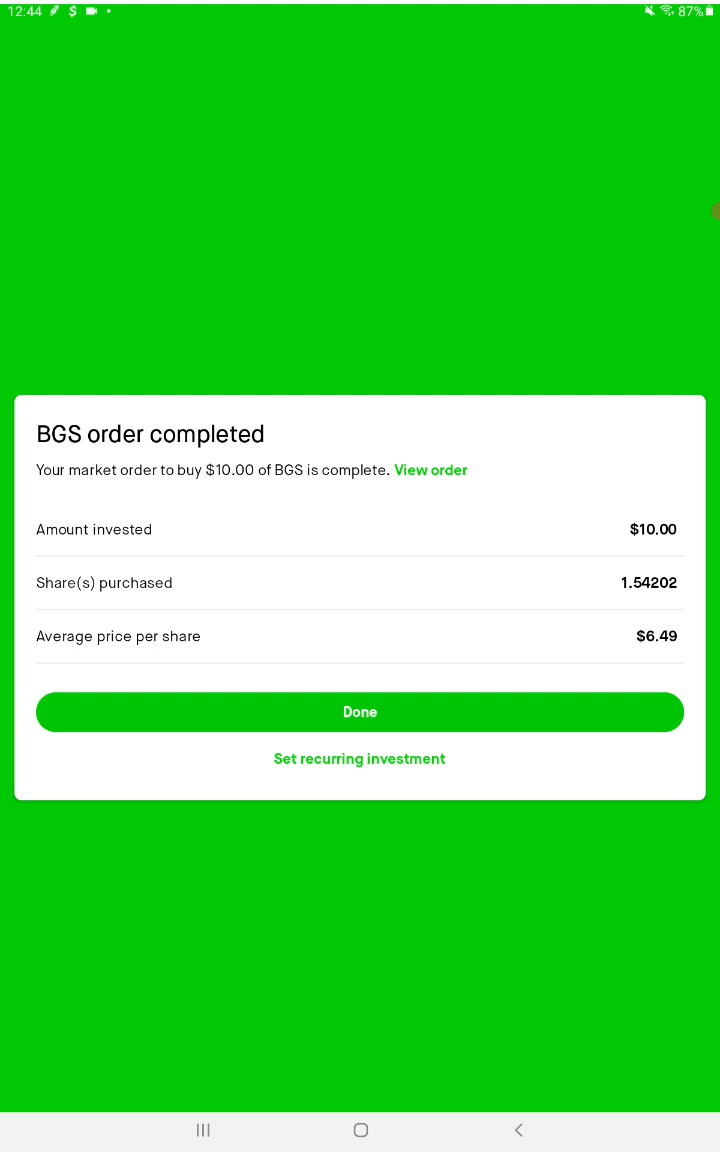 12:44 $ 87%
BGS order completed
Your market order to buy $10.00 of BGS is complete. View order
Amount invested $10.00
Share(s) purchased 1.54202
Average price per share $6.49
Done
Set recurring investment